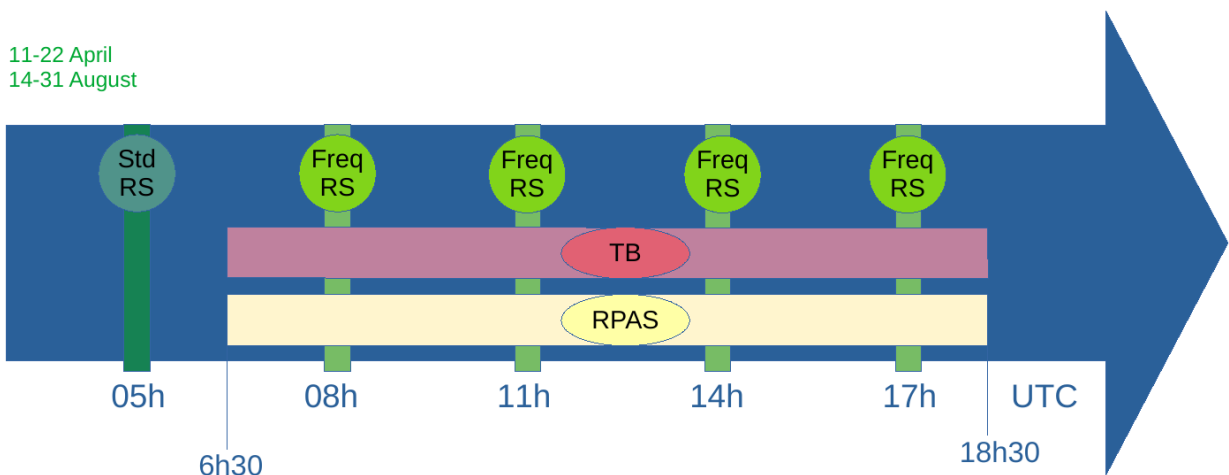 11-22 April
14-31 August
Std
RS
Freq
RS
Freq
RS
Freq
RS
Freq
RS
TB
RPAS
05h
08h
11h
14h
17h
UTC
6h30
18h30